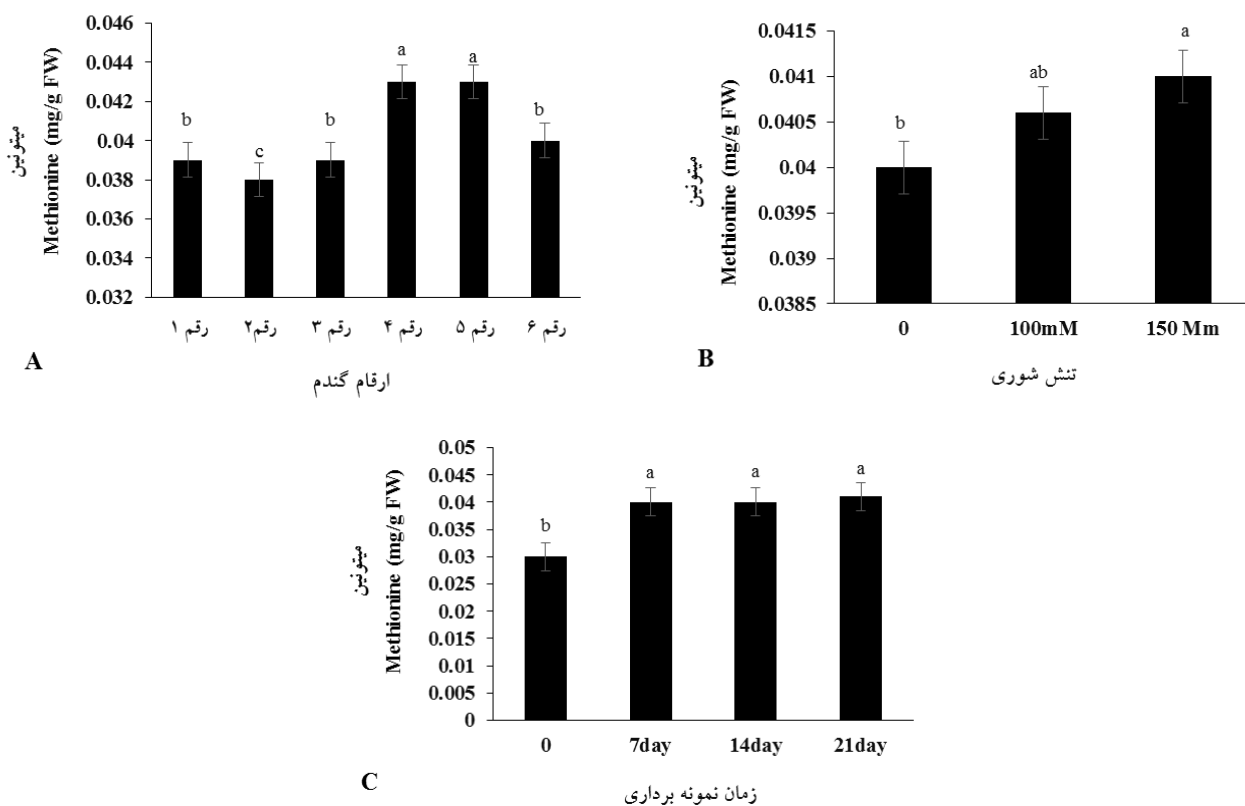 میتونین
Methionine (mg/g FW)
0.046
0.044
0.042
0.04
0.038
0.036
0.034
0.032
b
c
b
a
a
b
رقم ۱
رقم۲
رقم ۳
رقم ۴
رقم ۵
رقم ۶
A
ارقام گندم
میتونین
Methionine (mg/g FW)
0.0415
0.041
0.0405
0.04
0.0395
0.039
0.0385
b
ab
a
0
100mM
150 Mm
B
تنش شوری
میتونین
Methionine (mg/g FW)
0.05
0.045
0.04
0.035
0.03
0.025
0.02
0.015
0.01
0.005
0
b
a
a
a
0
7day
14day
21day
C
زمان نمونه برداری